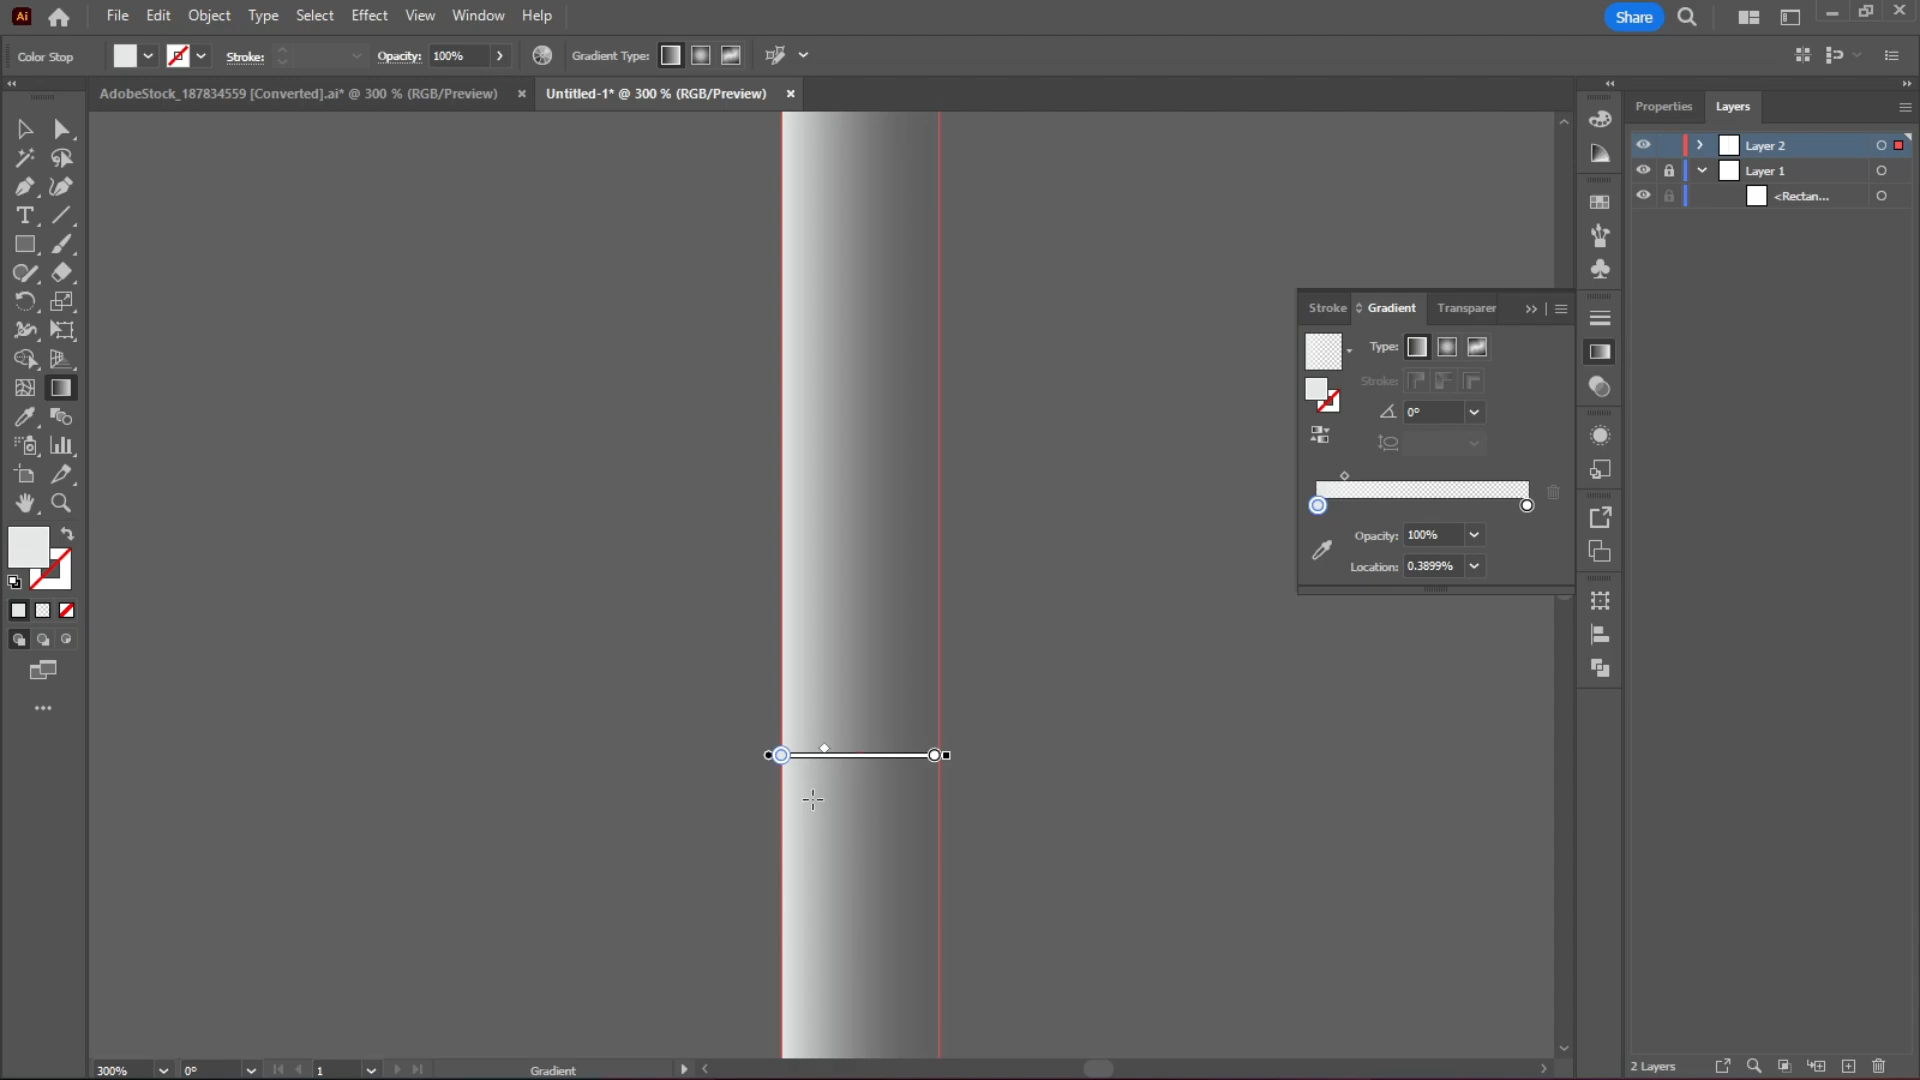 Ai File Edit Object Type Select Effect View Window Help Share
Color Stop Stroke: Opacity: 100% Gradient Type:
AdobeStock_187834559 [Converted].ai* @ 300 % (RGB/Preview) × Untitled-1* @ 300 % (RGB/Preview) ×
Properties Layers
Layer 2
Layer 1
<Rectan...
Stroke Gradient Transparer
Type:
Stroke:
0°
Opacity: 100%
Location: 0.3899%
300% 0° 1 Gradient
2 Layers